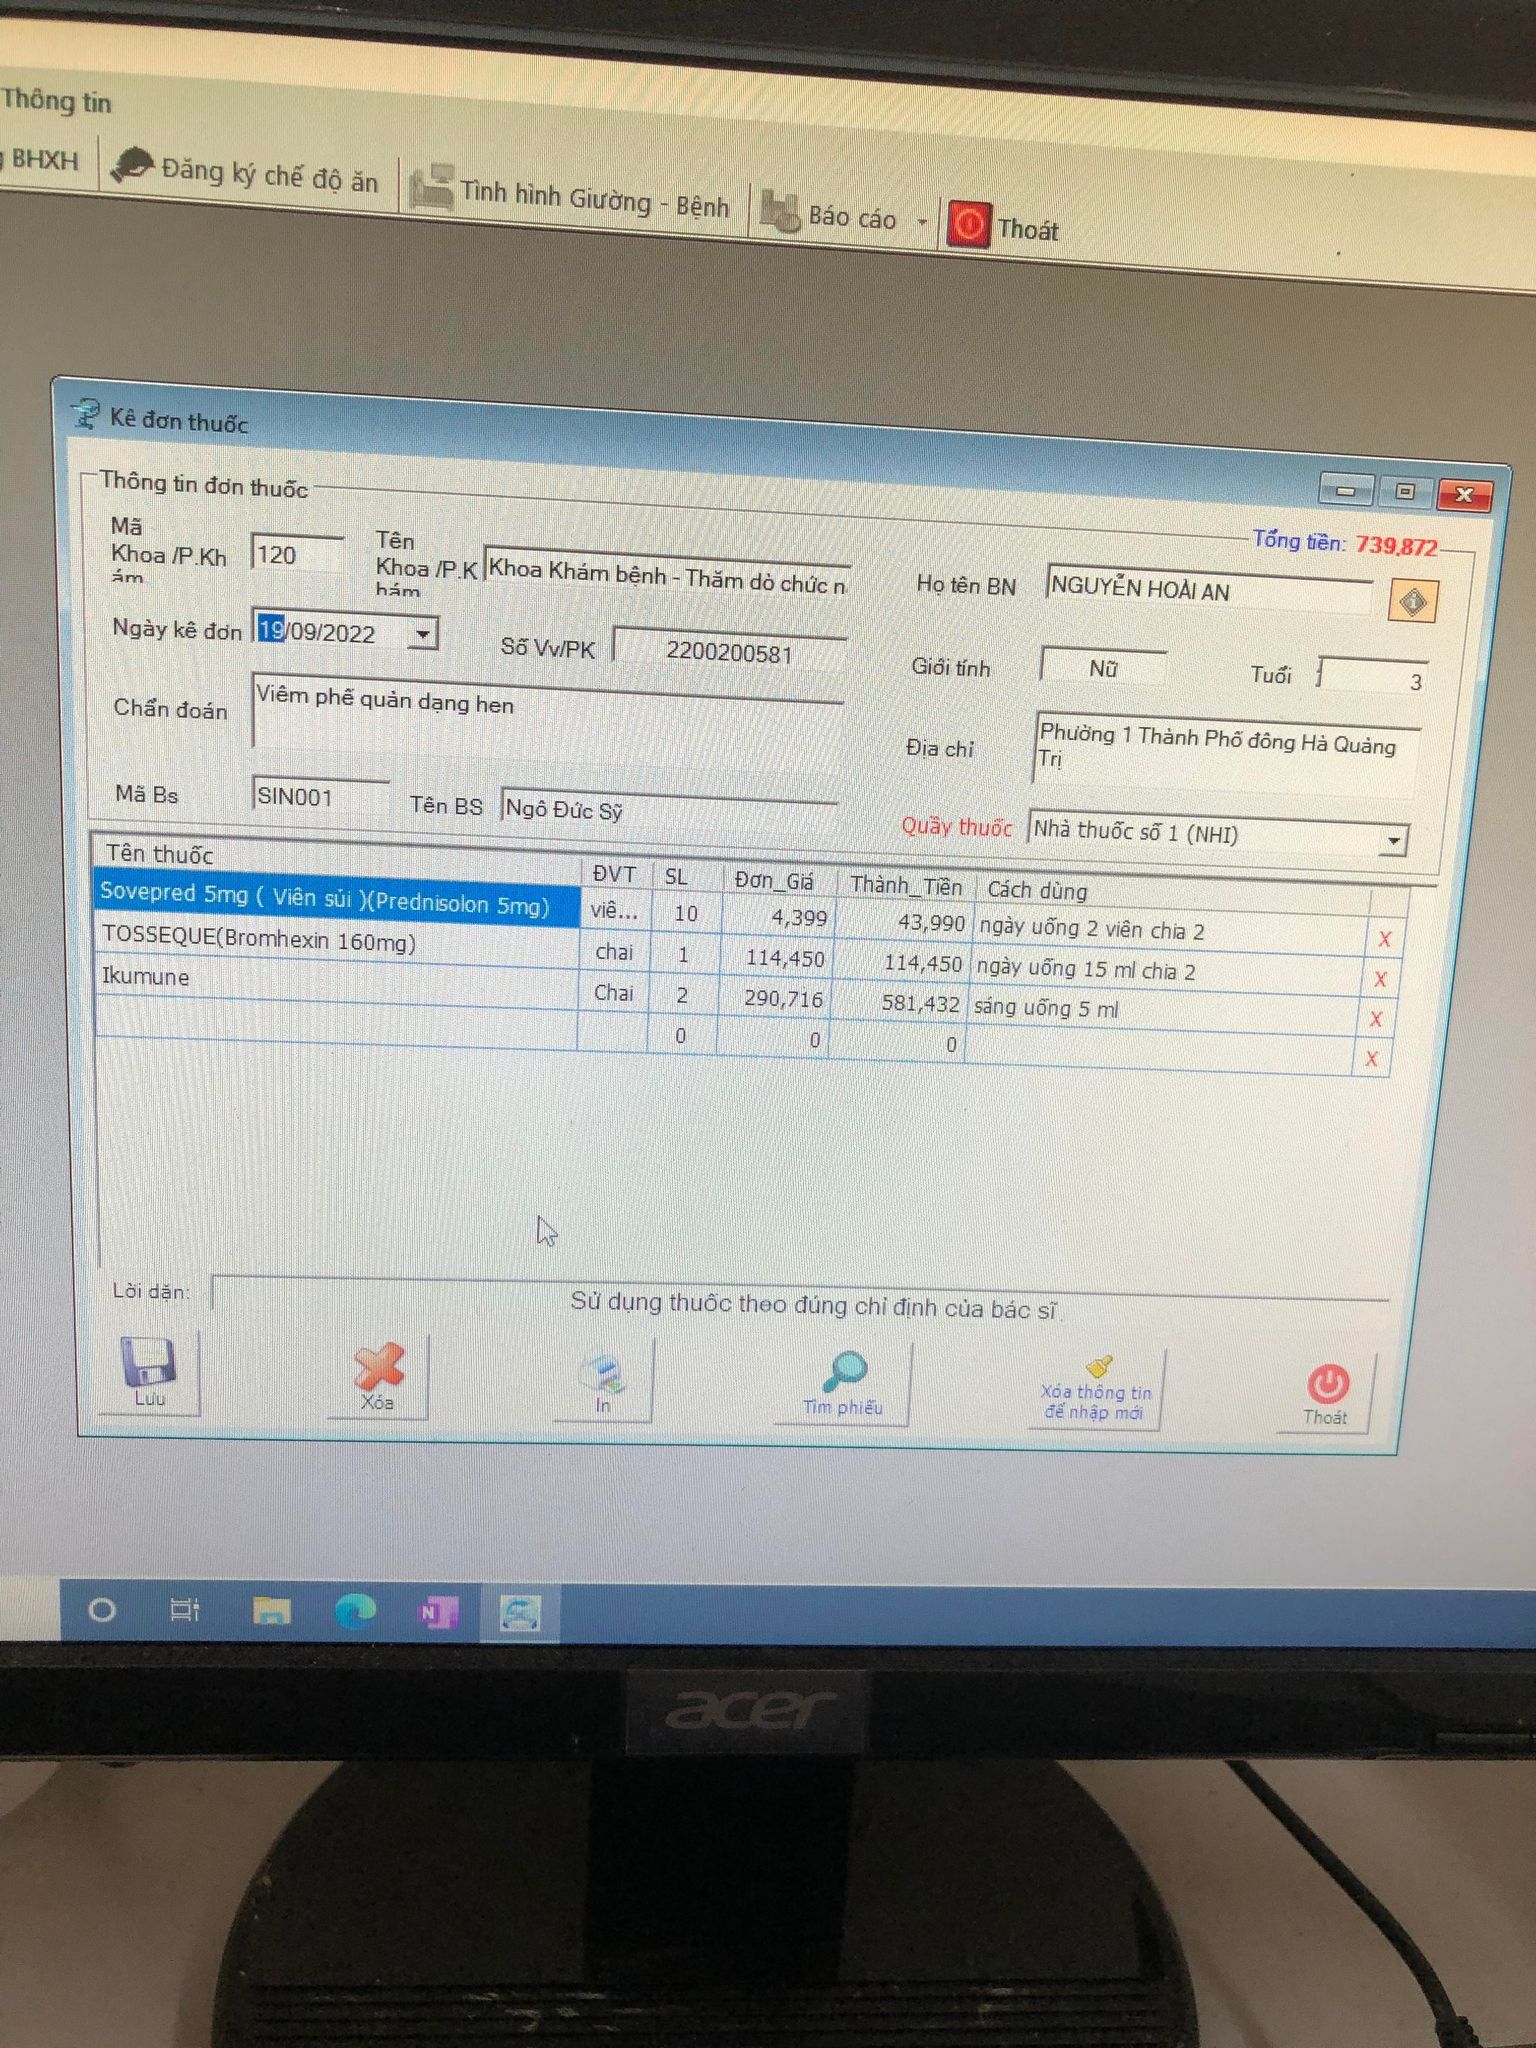 Thông tin
BHXH
Đăng ký chế độ ăn
Tình hình Giường - Bệnh
Báo cáo
Thoát
Kê đơn thuốc
Thông tin đơn thuốc
Tổng tiền: 739,872
Mã Khoa /P.Khám
120
Tên Khoa /P.Khám
Khoa Khám bệnh - Thăm dò chức n
Họ tên BN
NGUYỄN HOÀI AN
Ngày kê đơn
19/09/2022
Số Vv/PK
2200200581
Giới tính
Nữ
Tuổi
3
Chẩn đoán
Viêm phế quản dạng hen
Địa chỉ
Phường 1 Thành Phố đông Hà Quảng
Trị
Mã Bs
SIN001
Tên BS
Ngô Đức Sỹ
Quầy thuốc
Nhà thuốc số 1 (NHI)
Tên thuốc ĐVT SL Đơn_Giá Thành_Tiền Cách dùng
Sovepred 5mg ( Viên sủi )(Prednisolon 5mg) viê... 10 4,399 43,990 ngày uống 2 viên chia 2 X
TOSSEQUE(Bromhexin 160mg) chai 1 114,450 114,450 ngày uống 15 ml chia 2 X
Ikumune Chai 2 290,716 581,432 sáng uống 5 ml X
0 0 0 X
Lời dặn:
Sử dụng thuốc theo đúng chỉ định của bác sĩ.
Lưu
Xóa
In
Tìm phiếu
Xóa thông tin
để nhập mới
Thoát
N
acer